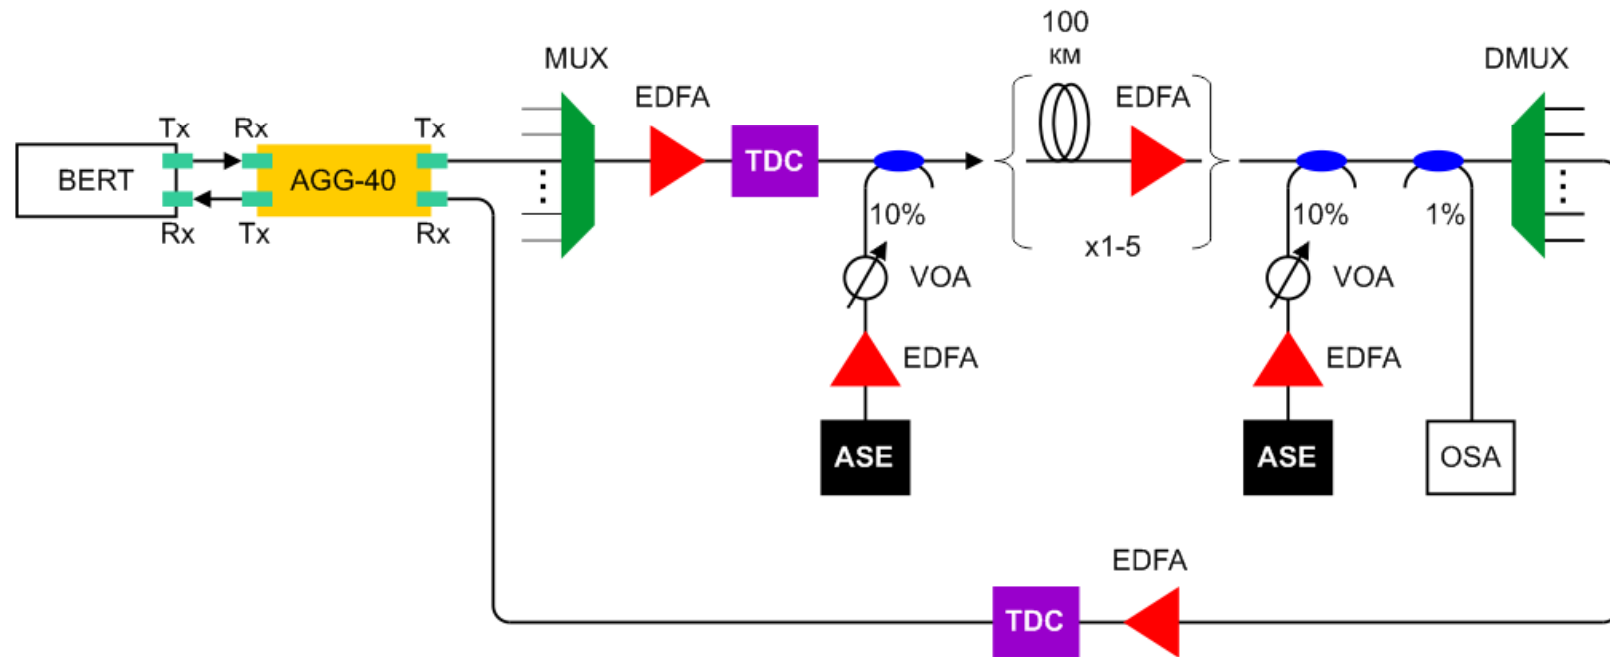 100
км
MUX
DMUX
EDFA
EDFA
Tx
Rx
Tx
BERT
AGG-40
TDC
Rx
Tx
Rx
10%
10%
1%
x1-5
VOA
VOA
EDFA
EDFA
ASE
ASE
OSA
EDFA
TDC